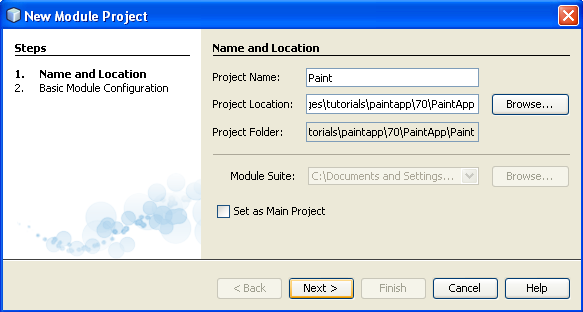 New Module Project
Steps
1. Name and Location
2. Basic Module Configuration
Name and Location
Project Name: Paint
Project Location: ges\tutorials\paintapp\70\PaintApp Browse...
Project Folder: torials\paintapp\70\PaintApp\Paint
Module Suite: C:\Documents and Settings... Browse...
Set as Main Project
< Back Next > Finish Cancel Help